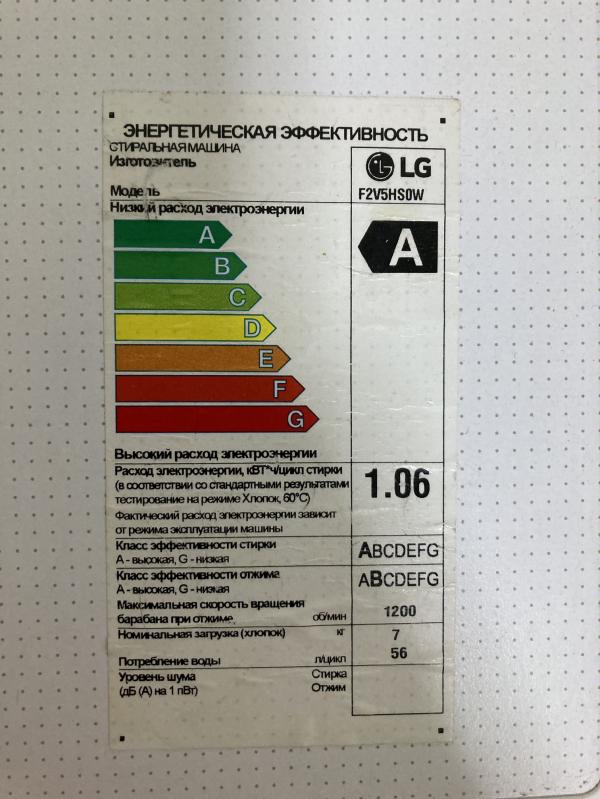 ЭНЕРГЕТИЧЕСКАЯ ЭФФЕКТИВНОСТЬ
СТИРАЛЬНАЯ МАШИНА
Изготовитель LG
Модель F2V5HS0W
Низкий расход электроэнергии
A A
B
C
D
E
F
G
Высокий расход электроэнергии
Расход электроэнергии, кВТ*ч/цикл стирки
(в соответствии со стандартными результатами 1.06
тестирование на режиме Хлопок, 60°C)
Фактический расход электроэнергии зависит
от режима эксплуатации машины
Класс эффективности стирки ABCDEFG
A - высокая, G - низкая
Класс эффективности отжима ABCDEFG
A - высокая, G - низкая
Максимальная скорость вращения
барабана при отжиме, об/мин 1200
Номинальная загрузка (хлопок) кг 7
Потребление воды л/цикл 56
Уровень шума Стирка
(дБ (А) на 1 пВт) Отжим